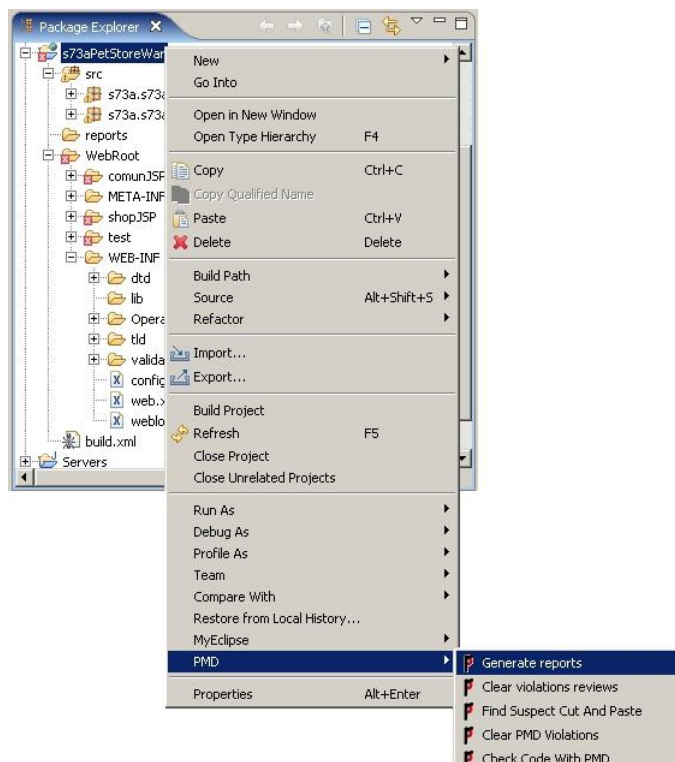 Package Explorer
s73aPetStoreWar
src
s73a.s73a
s73a.s73a
reports
WebRoot
comunJSP
META-INF
shopJSP
test
WEB-INF
dtd
lib
Opera
tld
valida
config
web.x
weblo
build.xml
Servers
New
Go Into
Open in New Window
Open Type Hierarchy F4
Copy Ctrl+C
Copy Qualified Name
Paste Ctrl+V
Delete Delete
Build Path
Source Alt+Shift+S
Refactor
Import...
Export...
Build Project
Refresh F5
Close Project
Close Unrelated Projects
Run As
Debug As
Profile As
Team
Compare With
Restore from Local History...
MyEclipse
PMD
Properties Alt+Enter
Generate reports
Clear violations reviews
Find Suspect Cut And Paste
Clear PMD Violations
Check Code With PMD